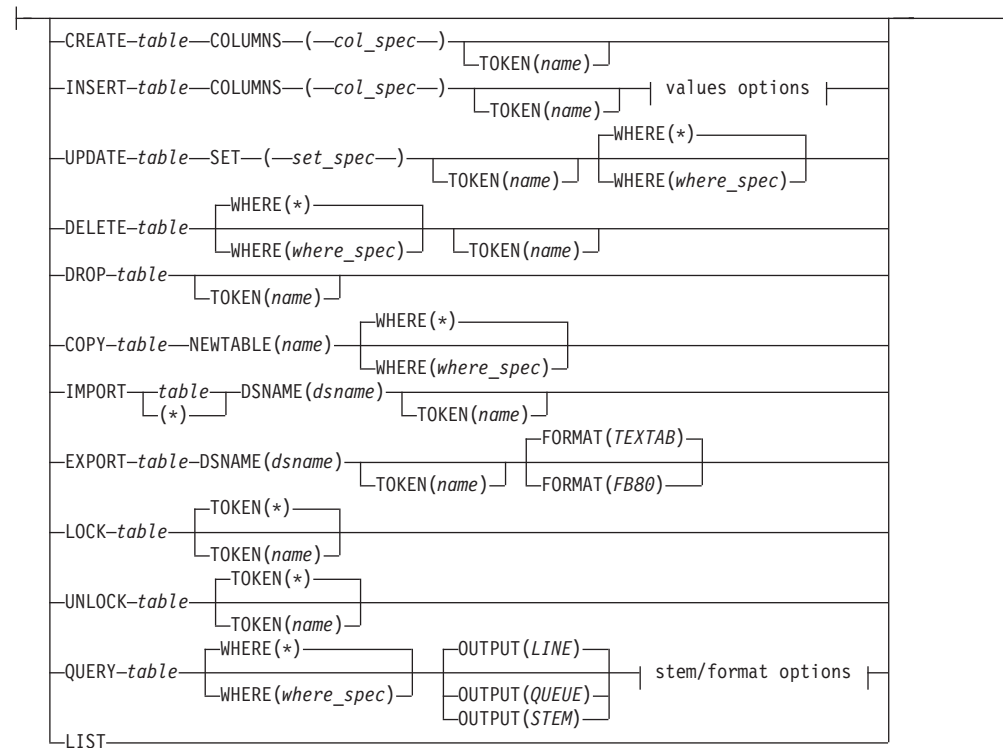 CREATE table COLUMNS ( col_spec )
TOKEN(name)
INSERT table COLUMNS ( col_spec ) values options
TOKEN(name)
WHERE(*)
UPDATE table SET ( set_spec )
TOKEN(name) WHERE(where_spec)
WHERE(*)
DELETE table
WHERE(where_spec) TOKEN(name)
DROP table
TOKEN(name)
WHERE(*)
COPY table NEWTABLE(name)
WHERE(where_spec)
IMPORT table DSNAME(dsname)
(*) TOKEN(name)
FORMAT(TEXTAB)
EXPORT table DSNAME(dsname)
TOKEN(name) FORMAT(FB80)
TOKEN(*)
LOCK table
TOKEN(name)
TOKEN(*)
UNLOCK table
TOKEN(name)
WHERE(*) OUTPUT(LINE)
QUERY table stem/format options
WHERE(where_spec) OUTPUT(QUEUE)
OUTPUT(STEM)
LIST